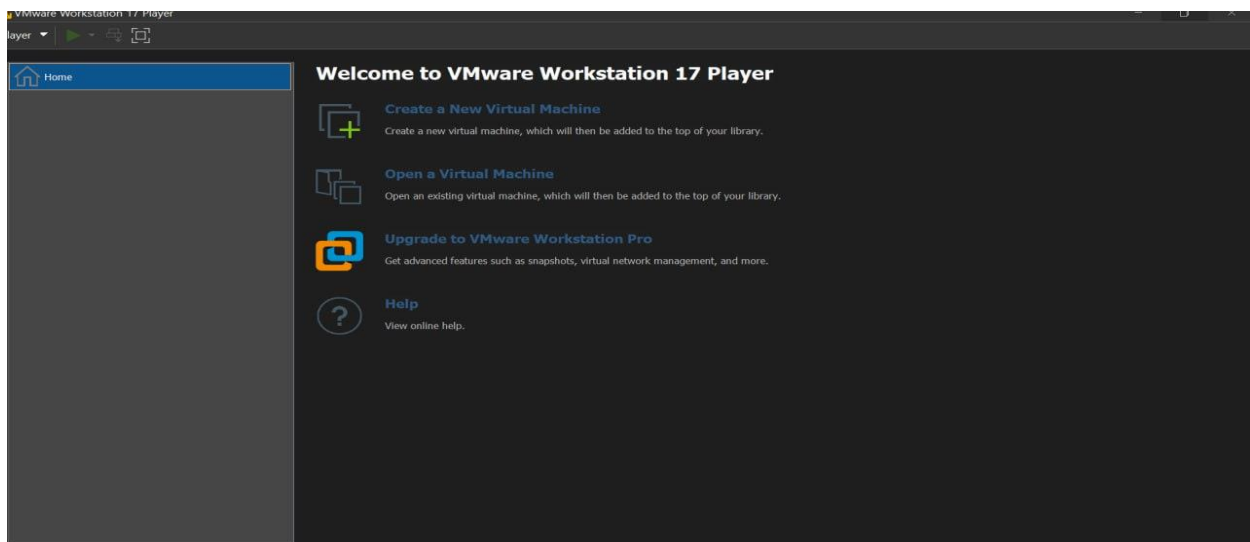 VMware Workstation 17 Player
layer
Home
Welcome to VMware Workstation 17 Player
Create a New Virtual Machine
Create a new virtual machine, which will then be added to the top of your library.
Open a Virtual Machine
Open an existing virtual machine, which will then be added to the top of your library.
Upgrade to VMware Workstation Pro
Get advanced features such as snapshots, virtual network management, and more.
?
Help
View online help.